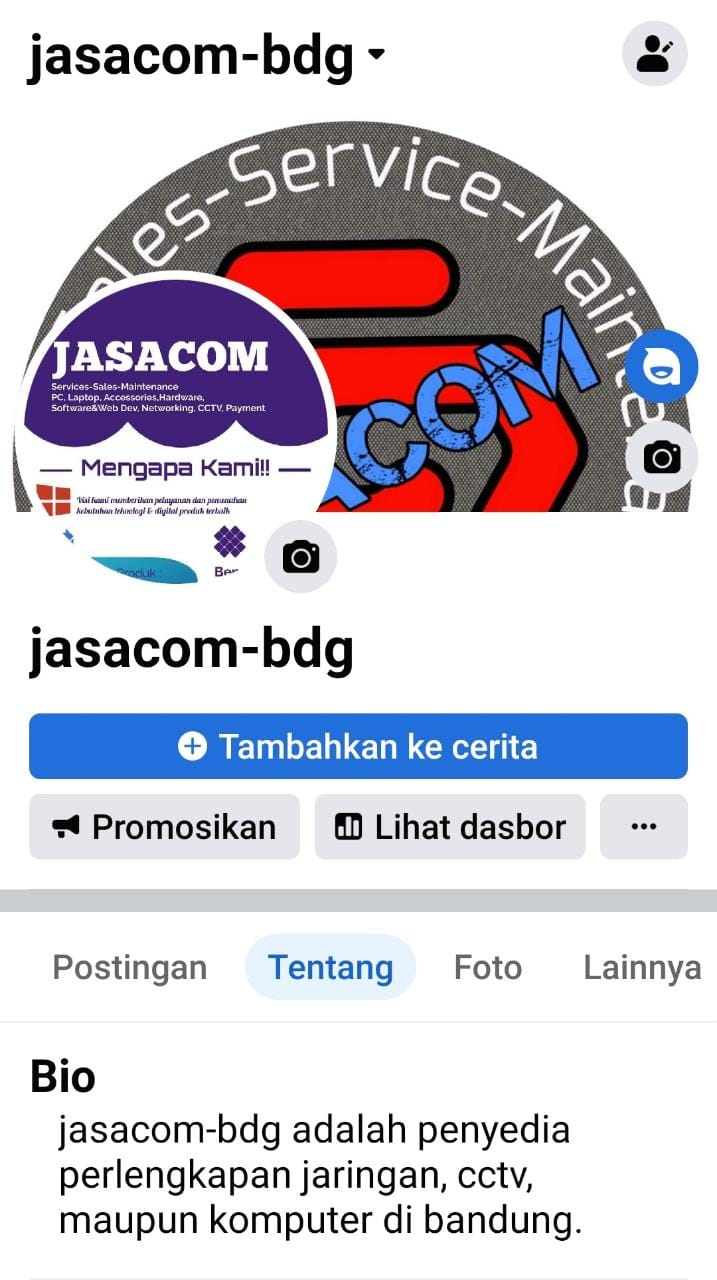 jasacom-bdg
les-Service-Mainte
JASACOM
Services-Sales-Maintenance
PC, Laptop, Accessories,Hardware,
Software&Web Dev, Networking, CCTV, Payment
ACOM
Mengapa Kami!!
Visi kami memberikan pelayanan dan pemenuhan
kebutuhan teknologi & digital produk terbaik
Produk :
Ber
jasacom-bdg
Tambahkan ke cerita
Promosikan Lihat dasbor ...
Postingan Tentang Foto Lainnya
Bio
jasacom-bdg adalah penyedia
perlengkapan jaringan, cctv,
maupun komputer di bandung.